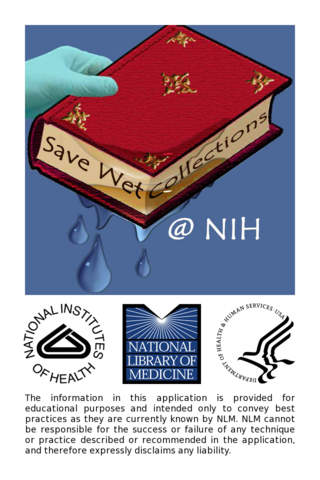 Save Wet Collections
@ NIH
NATIONAL INSTITUTES
OF HEALTH
NATIONAL
LIBRARY OF
MEDICINE
DEPARTMENT OF HEALTH & HUMAN SERVICES · USA
The information in this application is provided for
educational purposes and intended only to convey best
practices as they are currently known by NLM. NLM cannot
be responsible for the success or failure of any technique
or practice described or recommended in the application,
and therefore expressly disclaims any liability.